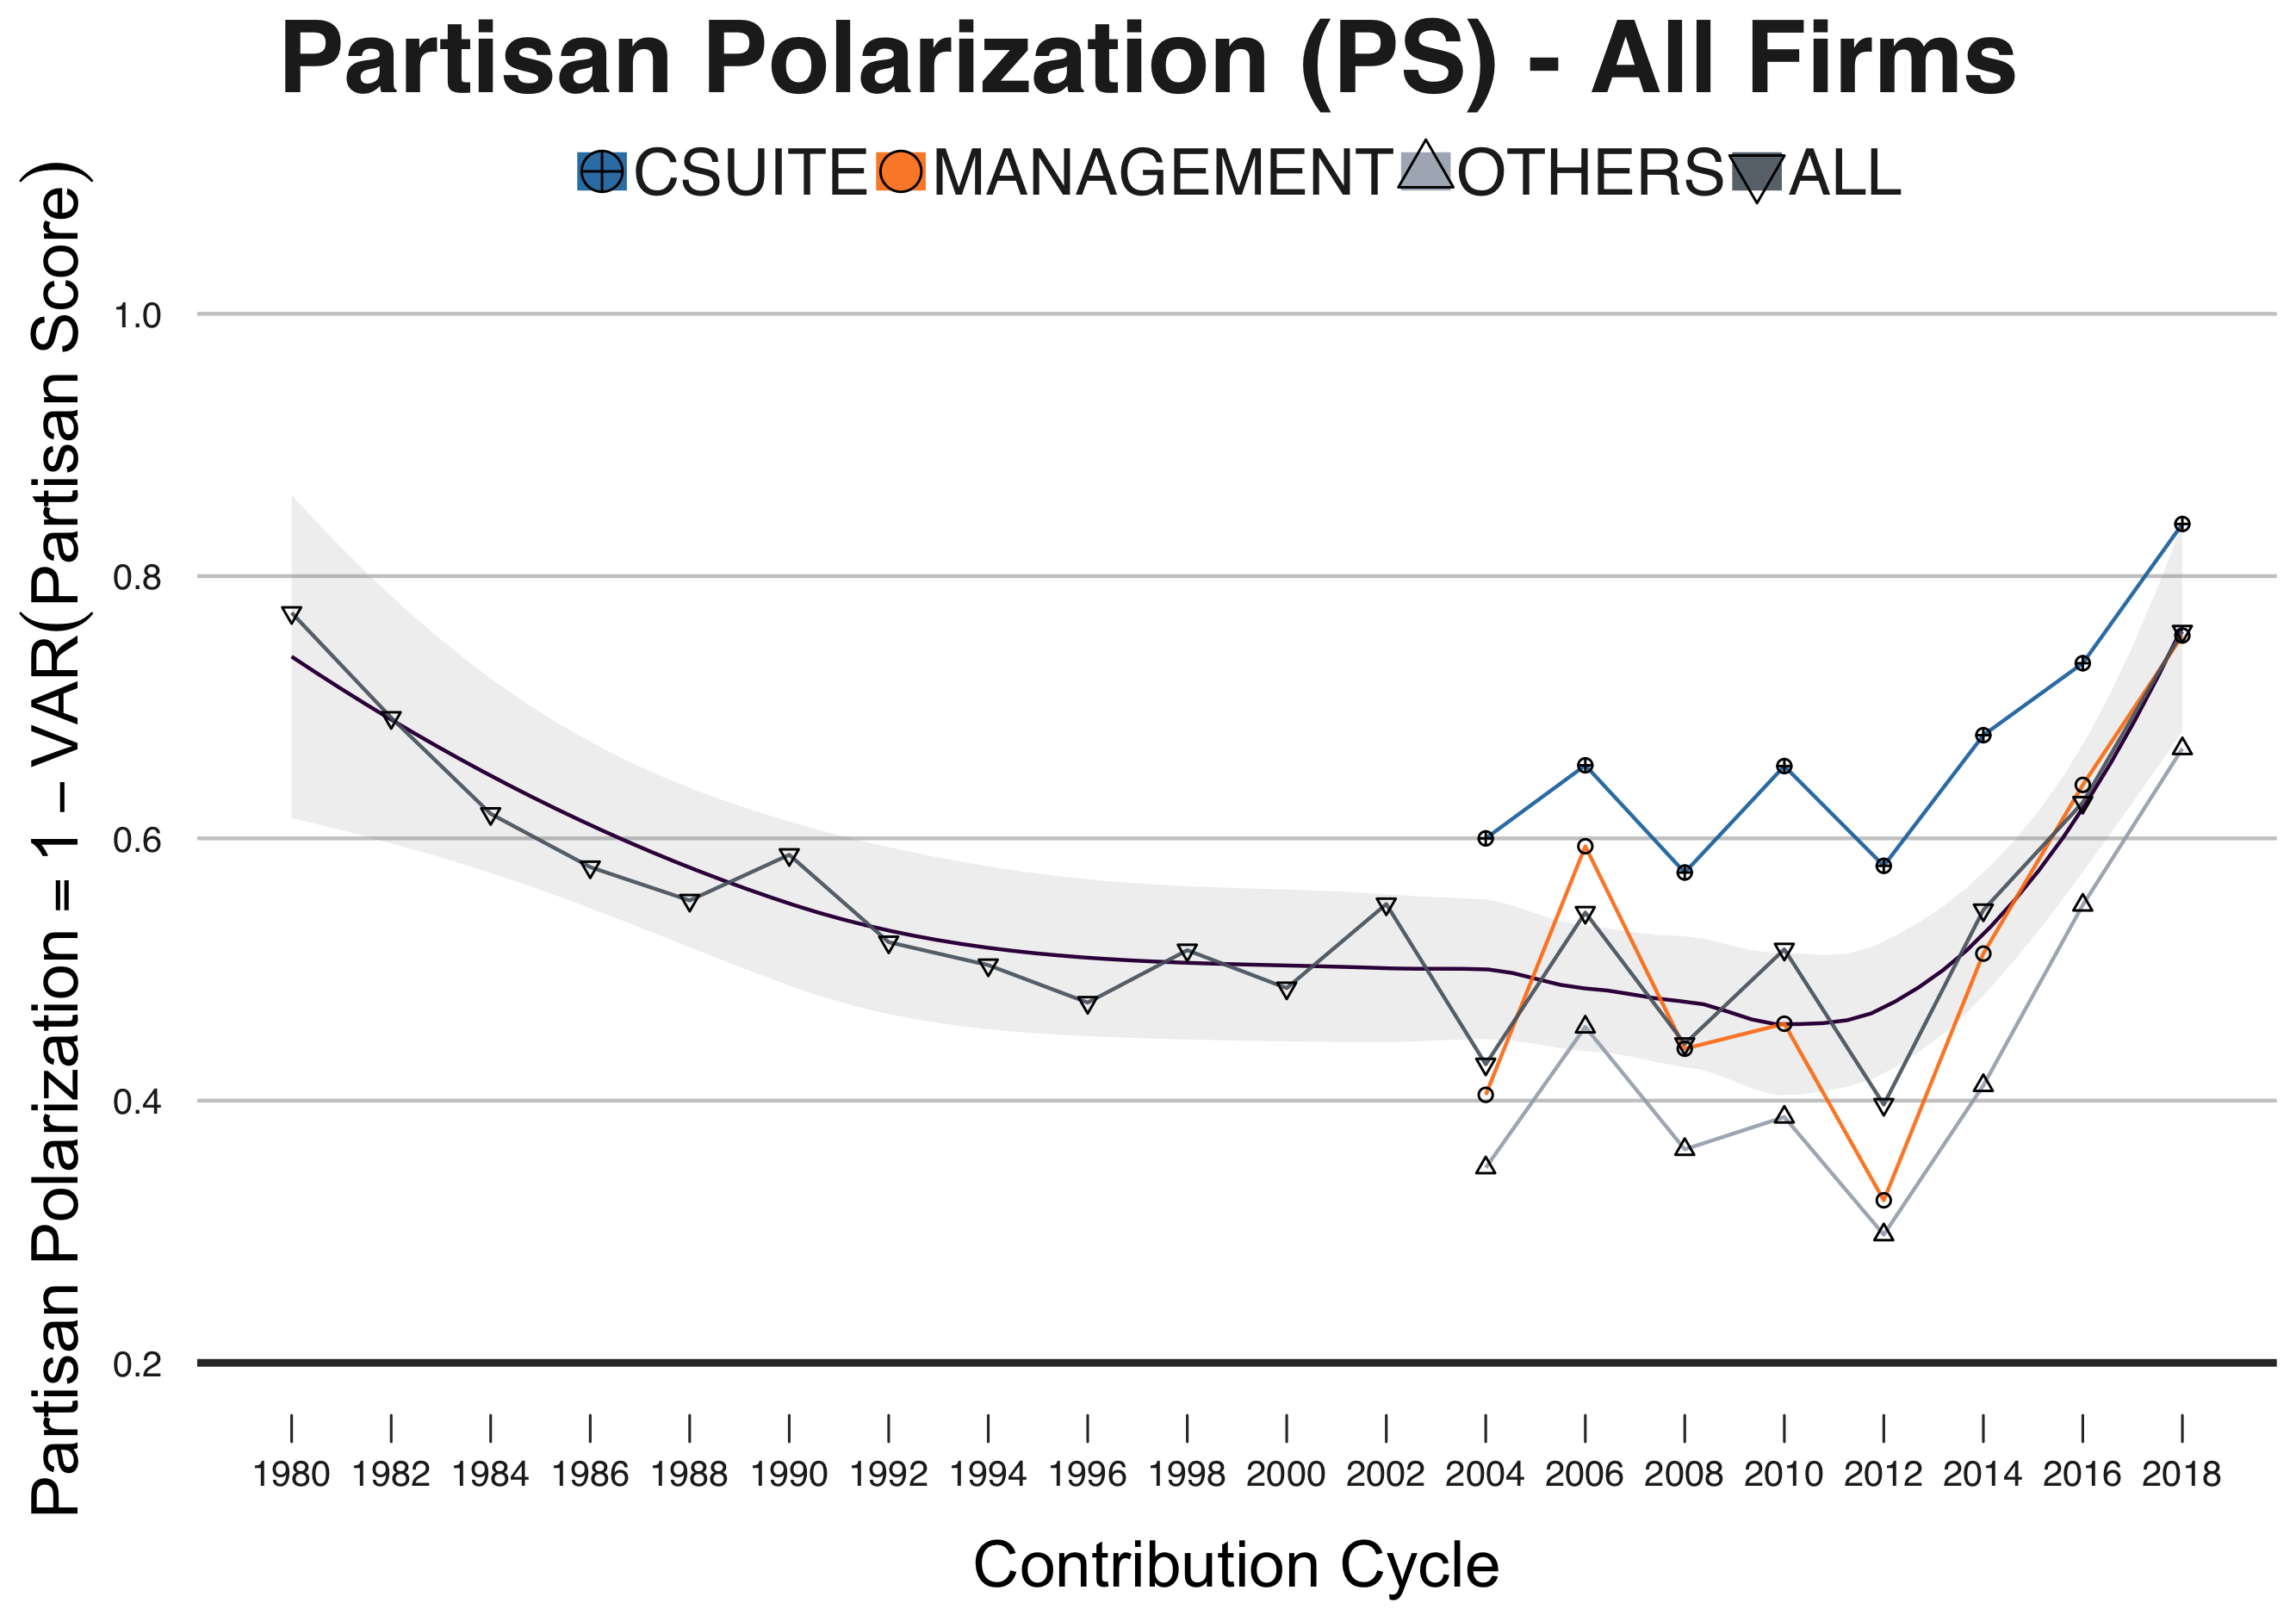 Partisan Polarization (PS) - All Firms
CSUITE MANAGEMENT OTHERS ALL
Partisan Polarization = 1 − VAR(Partisan Score)
1.0
0.8
0.6
0.4
0.2
1980 1982 1984 1986 1988 1990 1992 1994 1996 1998 2000 2002 2004 2006 2008 2010 2012 2014 2016 2018
Contribution Cycle